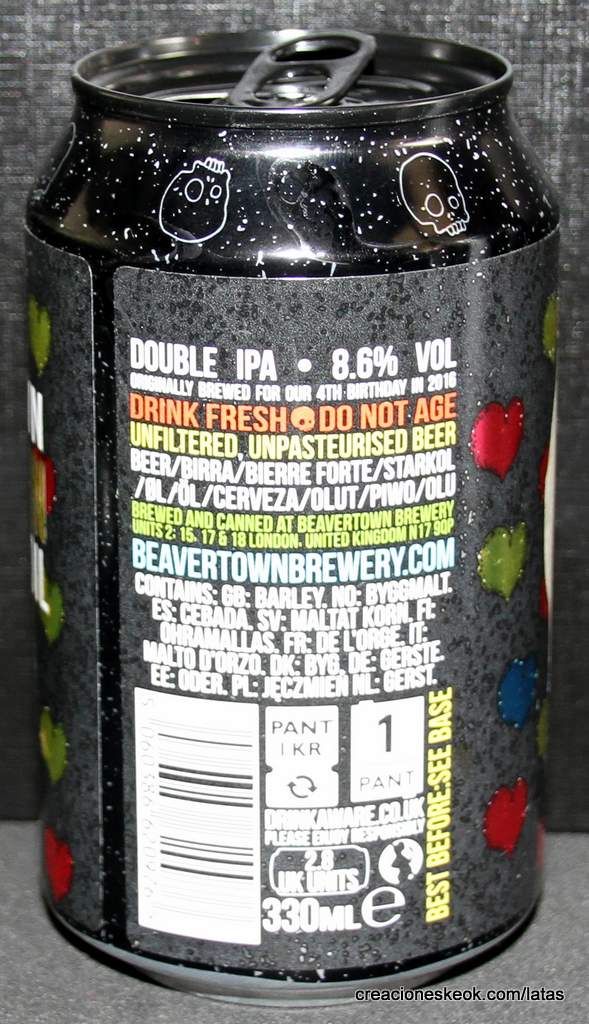 DOUBLE IPA • 8.6% VOL
ORIGINALLY BREWED FOR OUR 4TH BIRTHDAY IN 2016
DRINK FRESH DO NOT AGE
UNFILTERED, UNPASTEURISED BEER
BEER/BIRRA/BIERRE FORTE/STARKOL
/ØL/ÖL/CERVEZA/OLUT/PIWO/OLU
BREWED AND CANNED AT BEAVERTOWN BREWERY
UNITS 2, 15, 17 & 18 LONDON, UNITED KINGDOM N17 9QP
BEAVERTOWNBREWERY.COM
CONTAINS: GB: BARLEY. NO: BYGGMALT.
ES: CEBADA. SV: MALTAT KORN. FI:
OHRAMALLAS. FR: DE L'ORGE. IT:
MALTO D'ORZO. DK: BYG. DE: GERSTE.
EE: ODER. PL: JĘCZMIEŃ NL: GERST.
PANT
1 KR
1
PANT
DRINKAWARE.CO.UK
PLEASE ENJOY RESPONSIBLY
2.8
UK UNITS
330ML e
BEST BEFORE:SEE BASE
creacioneskeok.com/latas